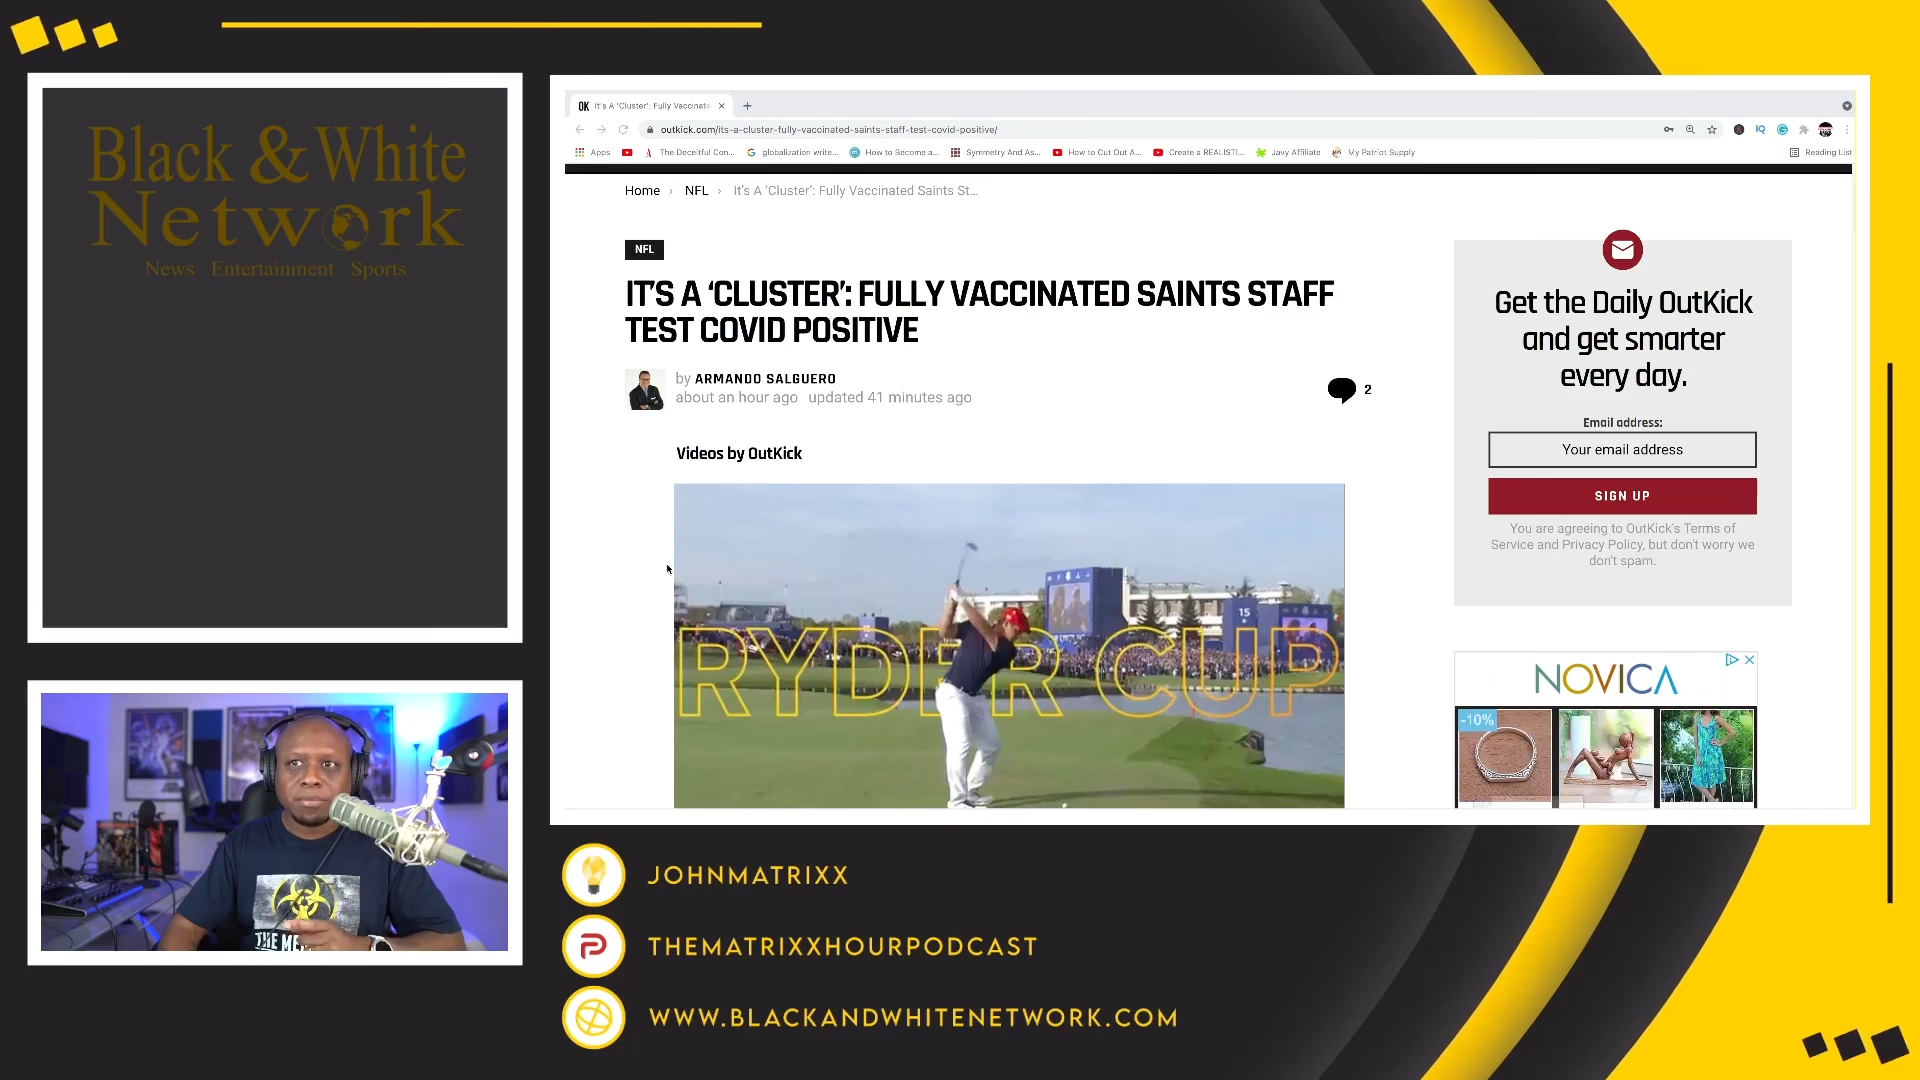 Black & White
Network
News Entertainment Sports
OK It's A 'Cluster': Fully Vaccinate
outkick.com/its-a-cluster-fully-vaccinated-saints-staff-test-covid-positive/
Apps
The Deceitful Con...
globalization write...
How to Become a...
Symmetry And As...
How to Cut Out A...
Create a REALISTI...
Javy Affiliate
My Patriot Supply
Reading List
Home › NFL › It's A 'Cluster': Fully Vaccinated Saints St...
NFL
IT'S A ‘CLUSTER’: FULLY VACCINATED SAINTS STAFF
TEST COVID POSITIVE
by ARMANDO SALGUERO
about an hour ago updated 41 minutes ago
2
Videos by OutKick
15
RYDER CUP
Get the Daily OutKick
and get smarter
every day.
Email address:
Your email address
SIGN UP
You are agreeing to OutKick's Terms of
Service and Privacy Policy, but don't worry we
don't spam.
NOVICA
-10%
THE ME
JOHNMATRIXX
THEMATRIXXHOURPODCAST
WWW.BLACKANDWHITENETWORK.COM